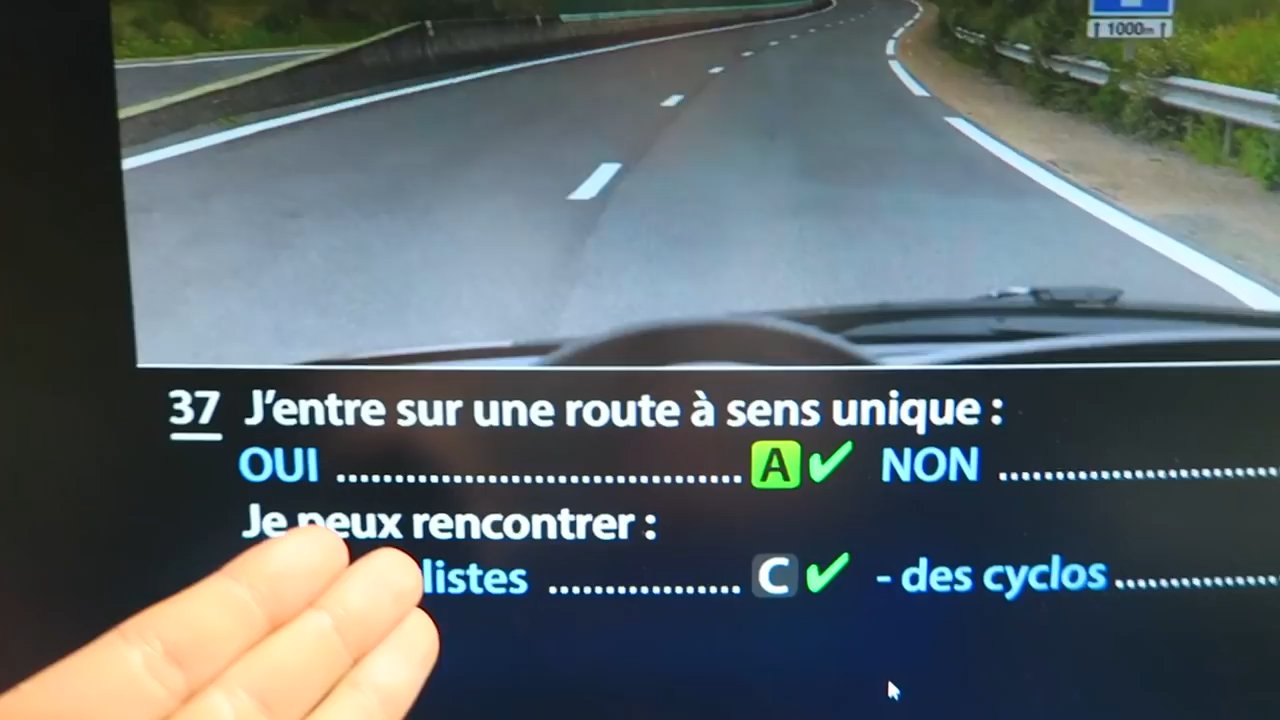 1000m
37 J'entre sur une route à sens unique :
OUI ........................................ A ✔ NON ............................
Je peux rencontrer :
listes ................... C ✔ - des cyclos ................